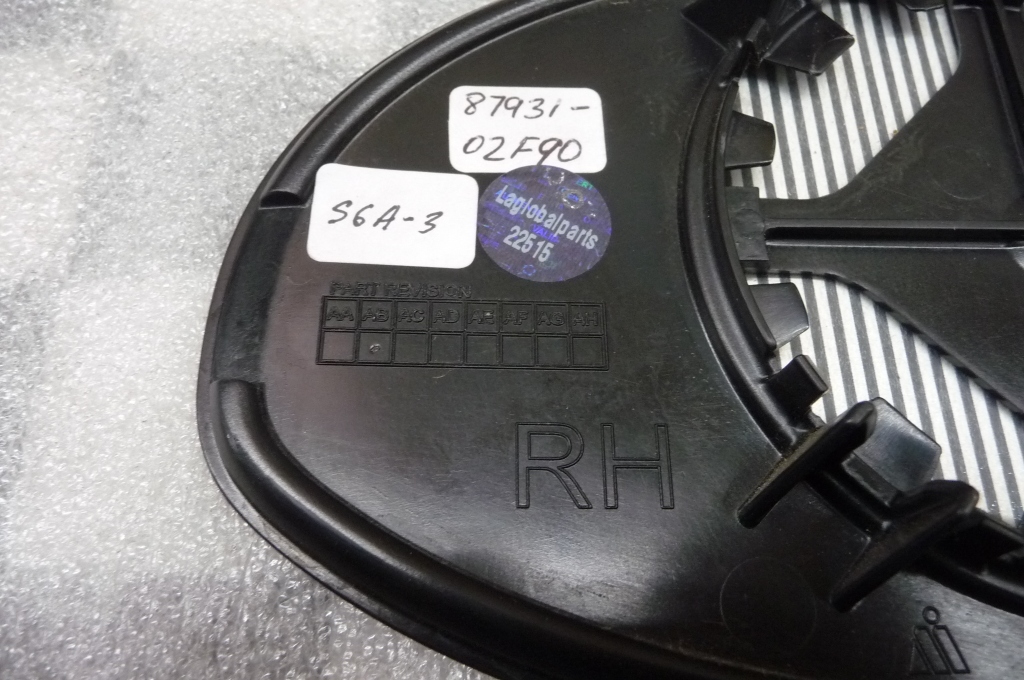 87931-
02F90
S6A-3
Laglobalparts
22515
PART REVISION
AA AB AC AD AE AF AG AH
RH